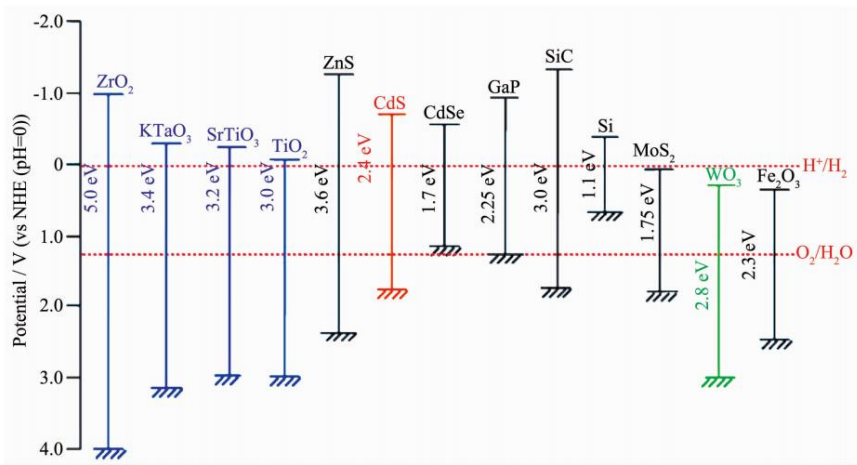 Potential / V (vs NHE (pH=0))
-2.0
-1.0
0
1.0
2.0
3.0
4.0
ZrO₂
5.0 eV
KTaO₃
3.4 eV
SrTiO₃
3.2 eV
TiO₂
3.0 eV
ZnS
3.6 eV
CdS
2.4 eV
CdSe
1.7 eV
GaP
2.25 eV
SiC
3.0 eV
Si
1.1 eV
MoS₂
1.75 eV
WO₃
2.8 eV
Fe₂O₃
2.3 eV
H⁺/H₂
O₂/H₂O